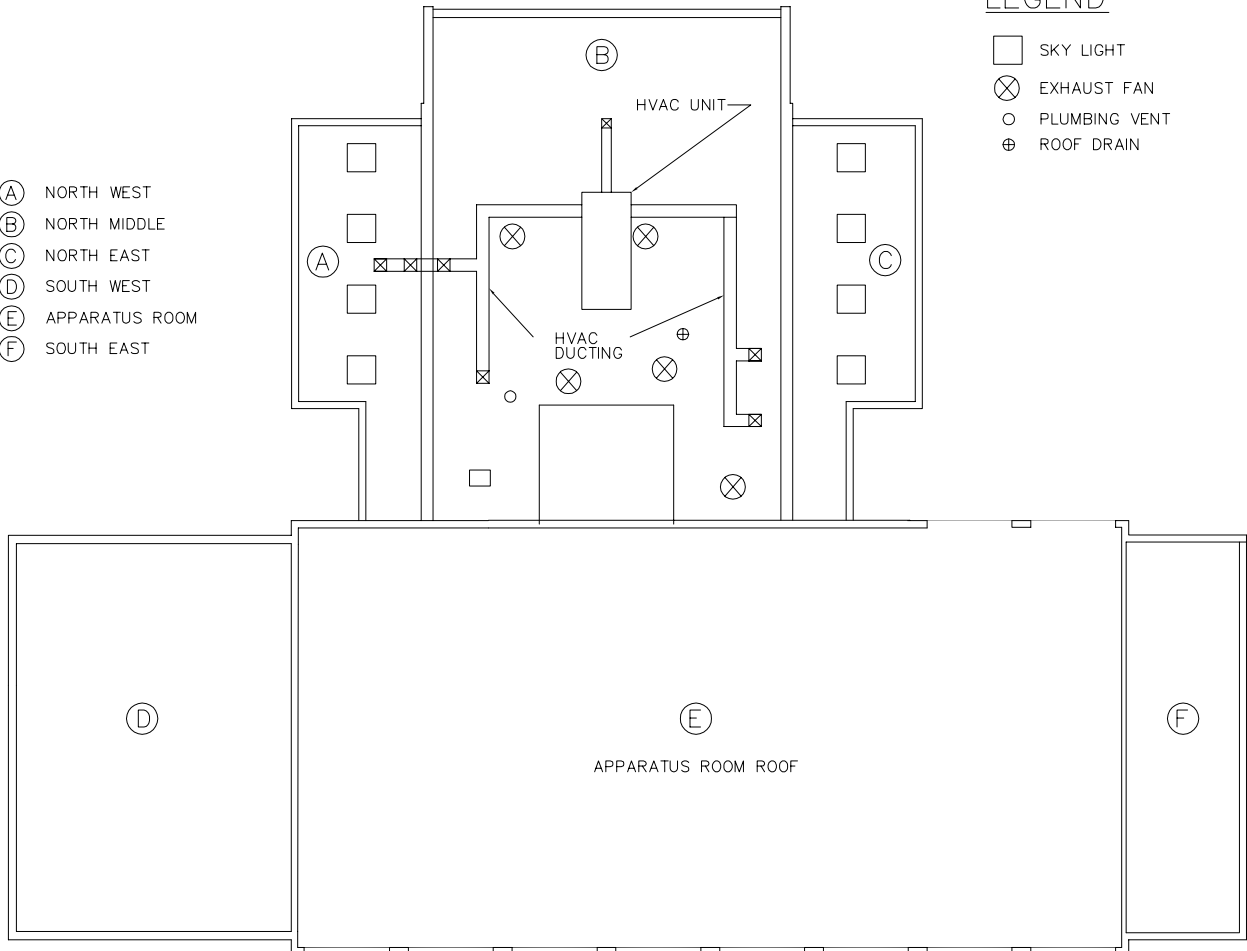 LEGEND
SKY LIGHT
EXHAUST FAN
PLUMBING VENT
ROOF DRAIN
B
HVAC UNIT
A NORTH WEST
B NORTH MIDDLE
C NORTH EAST
D SOUTH WEST
E APPARATUS ROOM
F SOUTH EAST
A
C
HVAC
DUCTING
D
E
F
APPARATUS ROOM ROOF